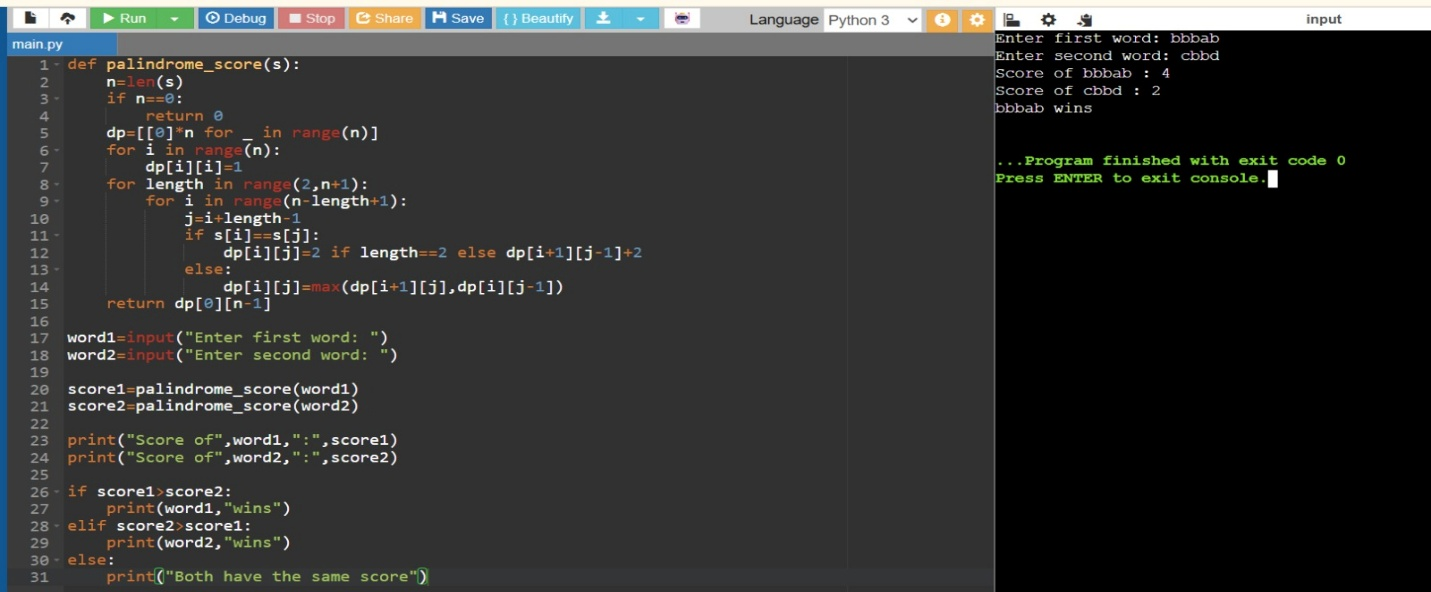 Run Debug Stop Share Save { } Beautify Language Python 3 input
main.py
1 def palindrome_score(s):
2     n=len(s)
3     if n==0:
4         return 0
5     dp=[[0]*n for _ in range(n)]
6     for i in range(n):
7         dp[i][i]=1
8     for length in range(2,n+1):
9         for i in range(n-length+1):
10             j=i+length-1
11             if s[i]==s[j]:
12                 dp[i][j]=2 if length==2 else dp[i+1][j-1]+2
13             else:
14                 dp[i][j]=max(dp[i+1][j],dp[i][j-1])
15     return dp[0][n-1]
16
17 word1=input("Enter first word: ")
18 word2=input("Enter second word: ")
19
20 score1=palindrome_score(word1)
21 score2=palindrome_score(word2)
22
23 print("Score of",word1,":",score1)
24 print("Score of",word2,":",score2)
25
26 if score1>score2:
27     print(word1,"wins")
28 elif score2>score1:
29     print(word2,"wins")
30 else:
31     print("Both have the same score")
Enter first word: bbbab
Enter second word: cbbd
Score of bbbab : 4
Score of cbbd : 2
bbbab wins
...Program finished with exit code 0
Press ENTER to exit console.